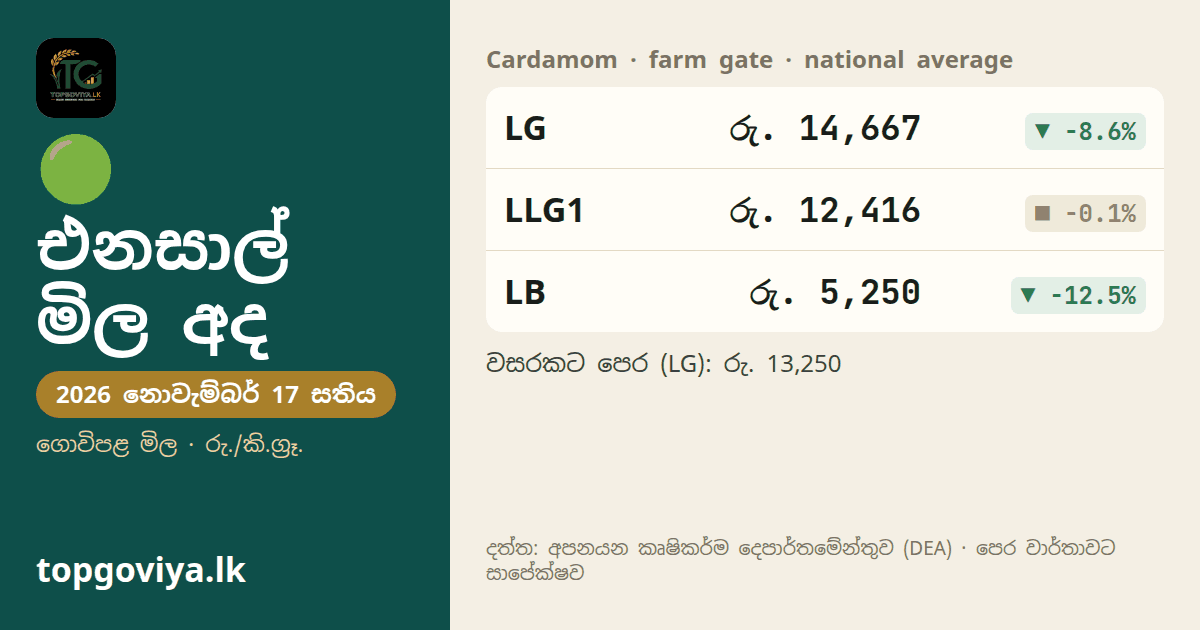 TG
TOPGOVIYA.LK
එනසාල්
මිල අද
2026 නොවැම්බර් 17 සතිය
ගොවිපළ මිල · රු./කි.ග්‍රෑ.
topgoviya.lk
Cardamom · farm gate · national average
LG රු. 14,667 ▼ -8.6%
LLG1 රු. 12,416 ■ -0.1%
LB රු. 5,250 ▼ -12.5%
වසරකට පෙර (LG): රු. 13,250
දත්ත: අපනයන කෘෂිකර්ම දෙපාර්තමේන්තුව (DEA) · පෙර වාර්තාවට
සාපේක්ෂව